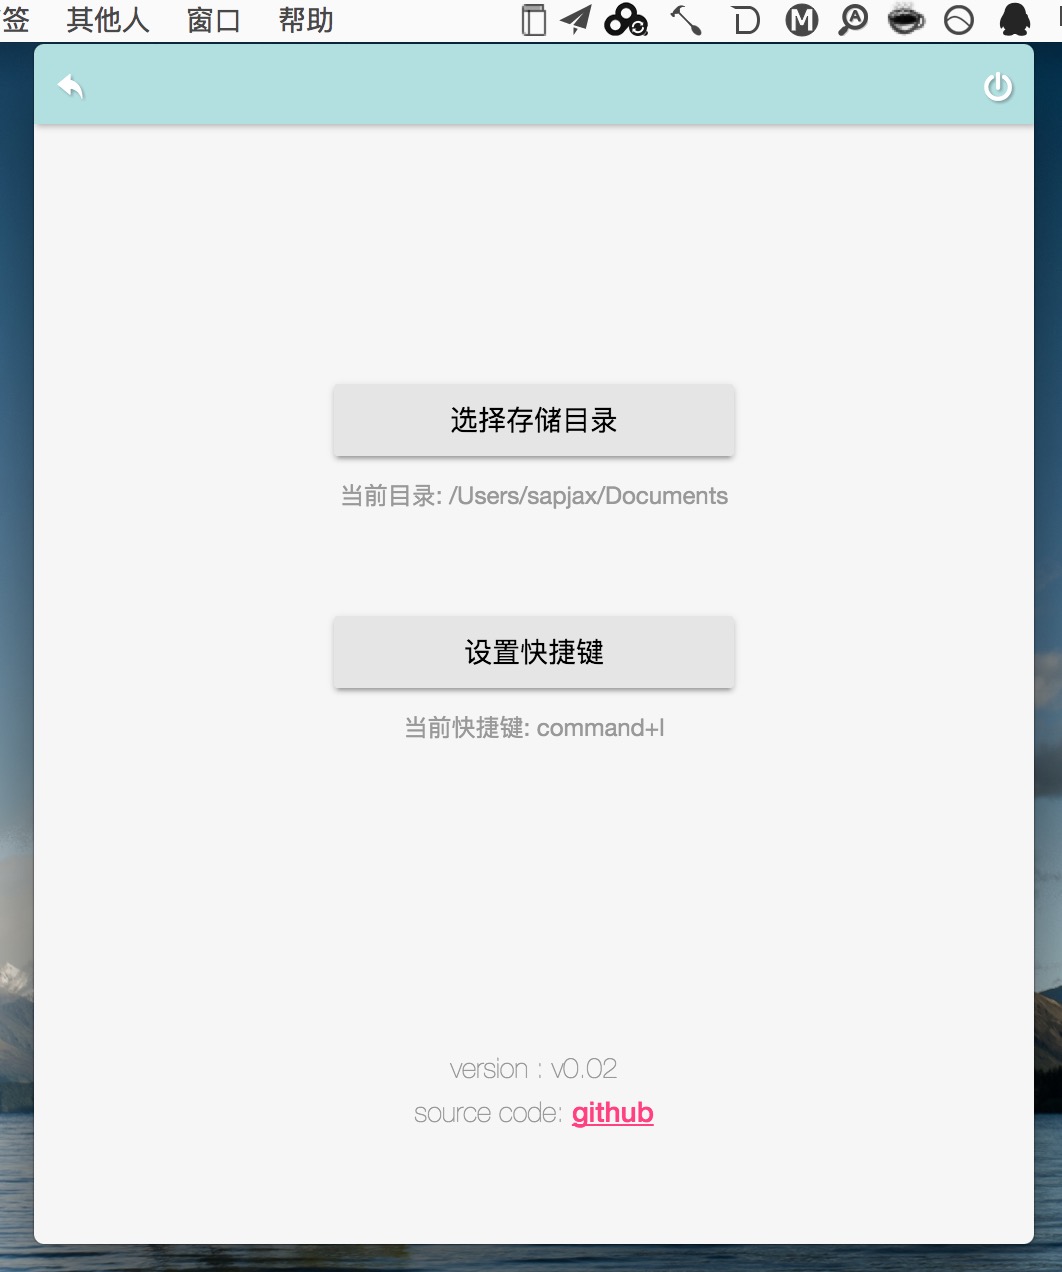 签 其他人 窗口 帮助
选择存储目录
当前目录: /Users/sapjax/Documents
设置快捷键
当前快捷键: command+l
version : v0.02
source code: github